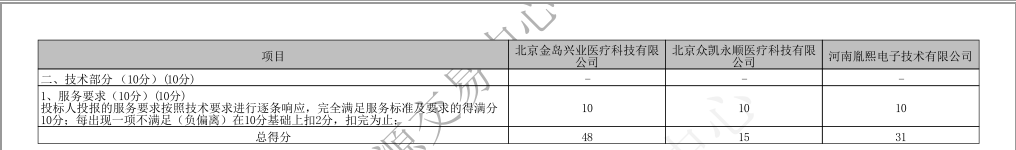 项目
北京金岛兴业医疗科技有限
公司
北京众凯永顺医疗科技有限
公司
河南胤熙电子技术有限公司
二、技术部分（10分）(10分)
-
-
-
1、服务要求（10分）(10分)
投标人投报的服务要求按照技术要求进行逐条响应，完全满足服务标准及要求的得满分
10分；每出现一项不满足（负偏离）在10分基础上扣2分，扣完为止；
10
10
10
总得分
48
15
31
源交易中心
中心